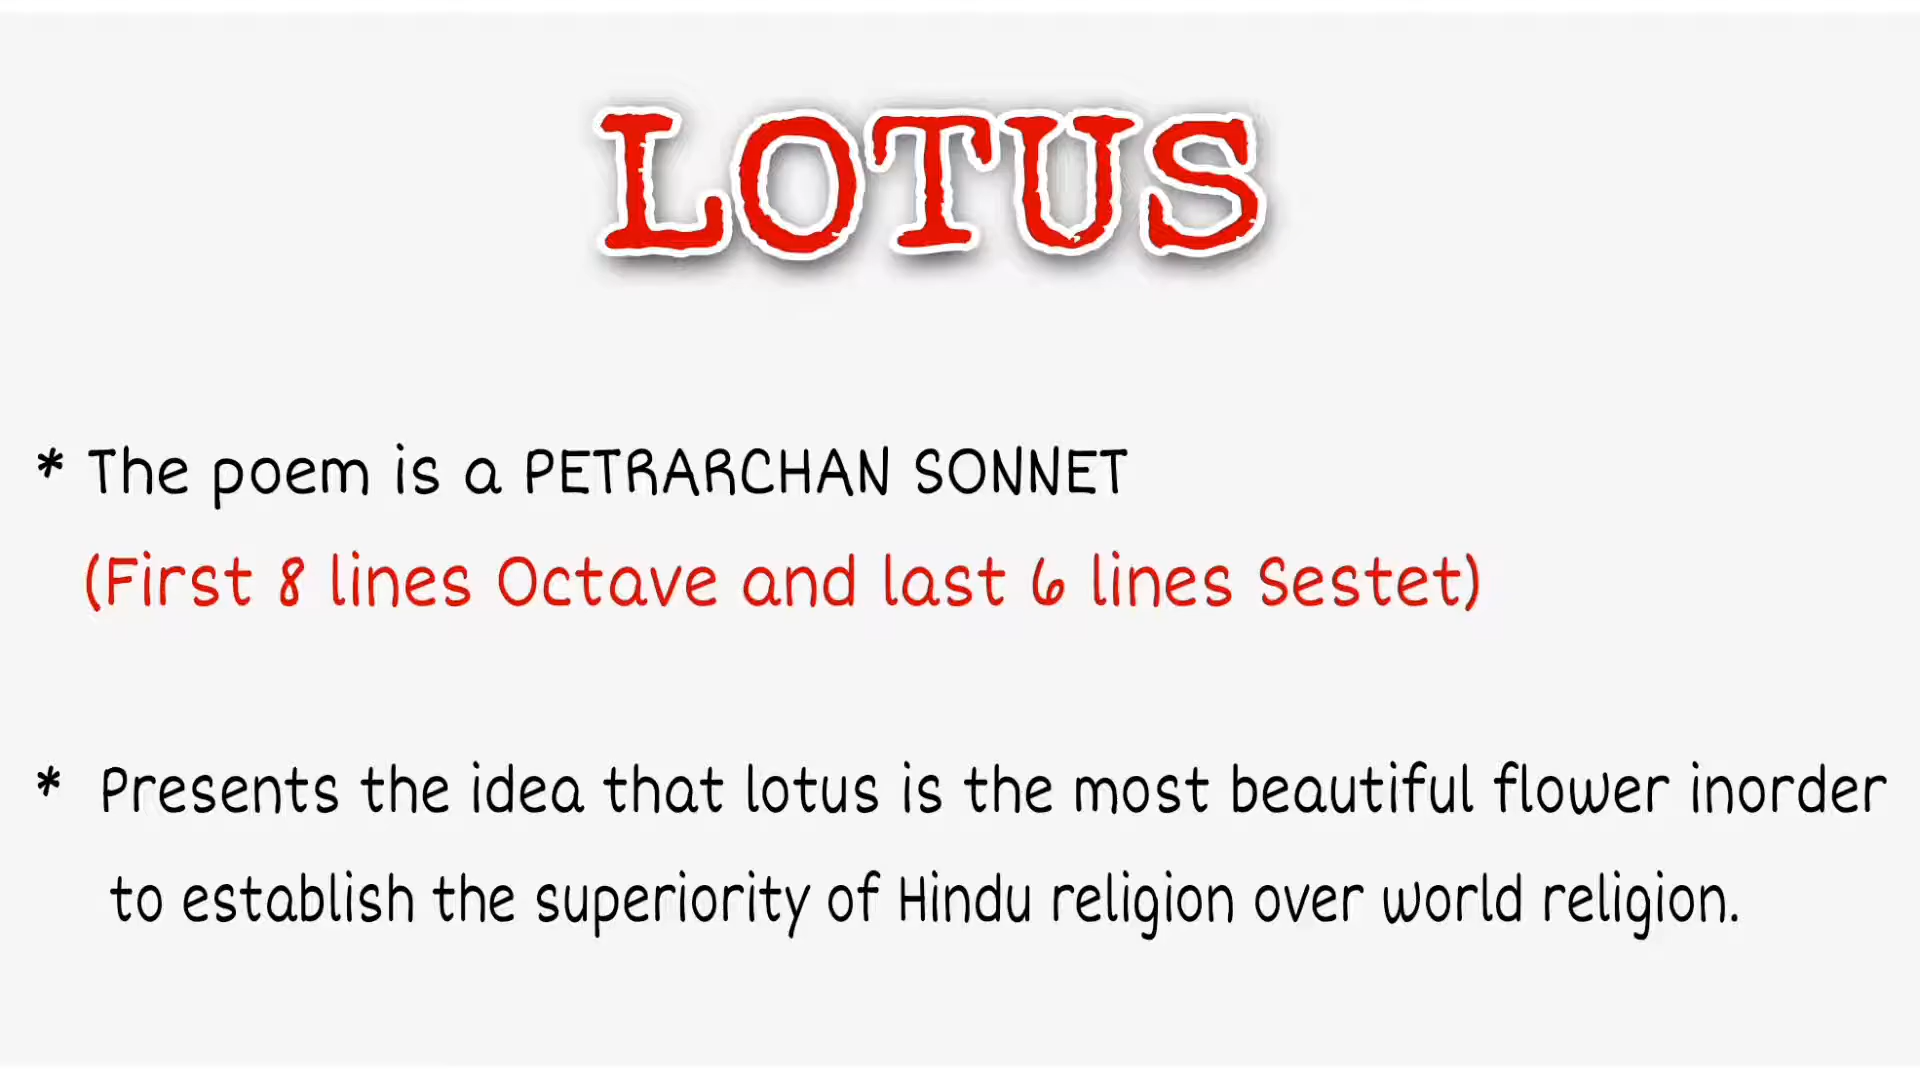 LOTUS
* The poem is a PETRARCHAN SONNET
(First 8 lines Octave and last 6 lines Sestet)
* Presents the idea that lotus is the most beautiful flower inorder
to establish the superiority of Hindu religion over world religion.